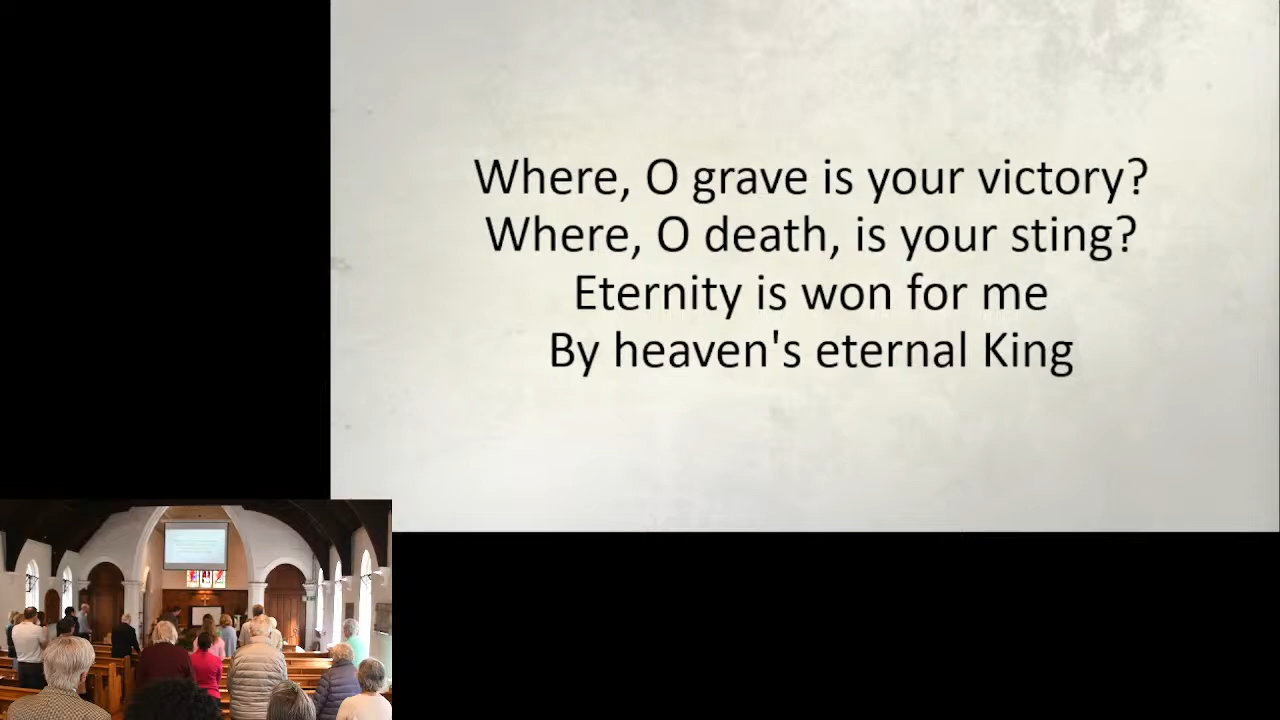 Where, O grave is your victory?
Where, O death, is your sting?
Eternity is won for me
By heaven's eternal King